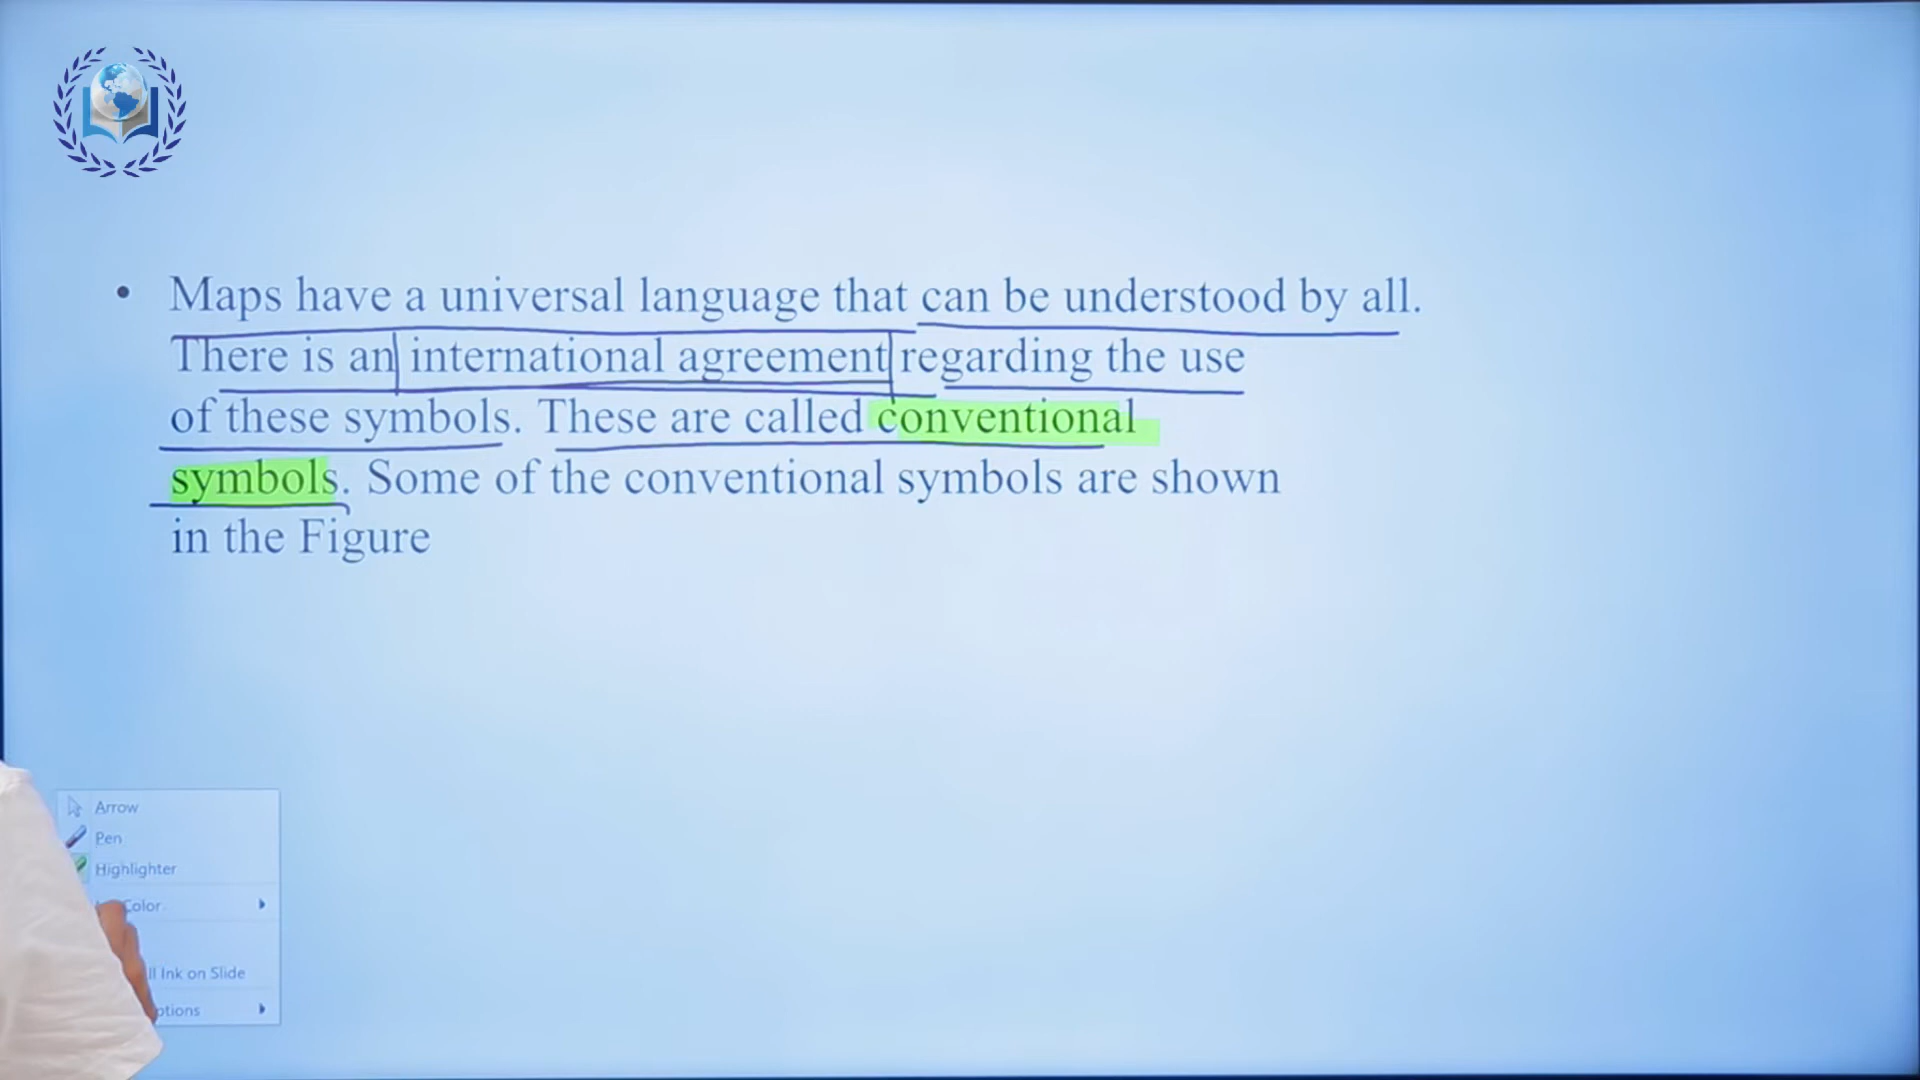 • Maps have a universal language that can be understood by all.
There is an international agreement regarding the use
of these symbols. These are called conventional
symbols. Some of the conventional symbols are shown
in the Figure
Arrow
Pen
Highlighter
Color
Ink on Slide